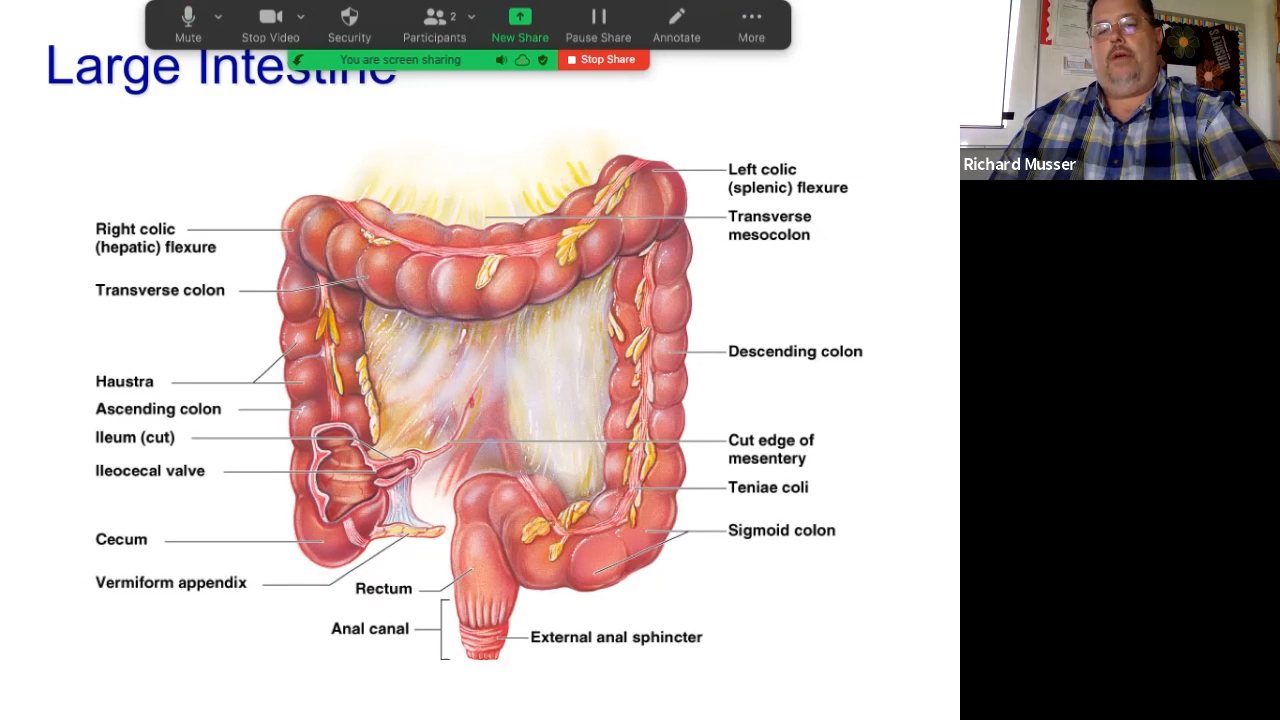 Mute
Stop Video
Security
2
Participants
New Share
Pause Share
Annotate
More
You are screen sharing
Stop Share
Large Intestine
Richard Musser
Right colic
(hepatic) flexure
Transverse colon
Haustra
Ascending colon
Ileum (cut)
Ileocecal valve
Cecum
Vermiform appendix
Rectum
Anal canal
External anal sphincter
Left colic
(splenic) flexure
Transverse
mesocolon
Descending colon
Cut edge of
mesentery
Teniae coli
Sigmoid colon